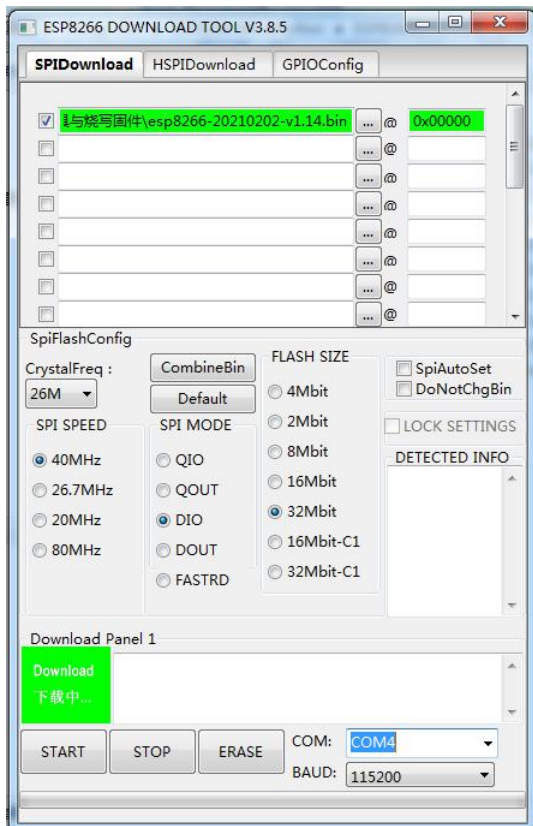 ESP8266 DOWNLOAD TOOL V3.8.5
SPIDownload HSPIDownload GPIOConfig
与烧写固件\esp8266-20210202-v1.14.bin ... @ 0x00000
... @
... @
... @
... @
... @
... @
... @
SpiFlashConfig
CrystalFreq :
26M
CombineBin
Default
SPI SPEED
40MHz
26.7MHz
20MHz
80MHz
SPI MODE
QIO
QOUT
DIO
DOUT
FASTRD
FLASH SIZE
4Mbit
2Mbit
8Mbit
16Mbit
32Mbit
16Mbit-C1
32Mbit-C1
SpiAutoSet
DoNotChgBin
LOCK SETTINGS
DETECTED INFO
Download Panel 1
Download
下载中...
START STOP ERASE
COM: COM4
BAUD: 115200